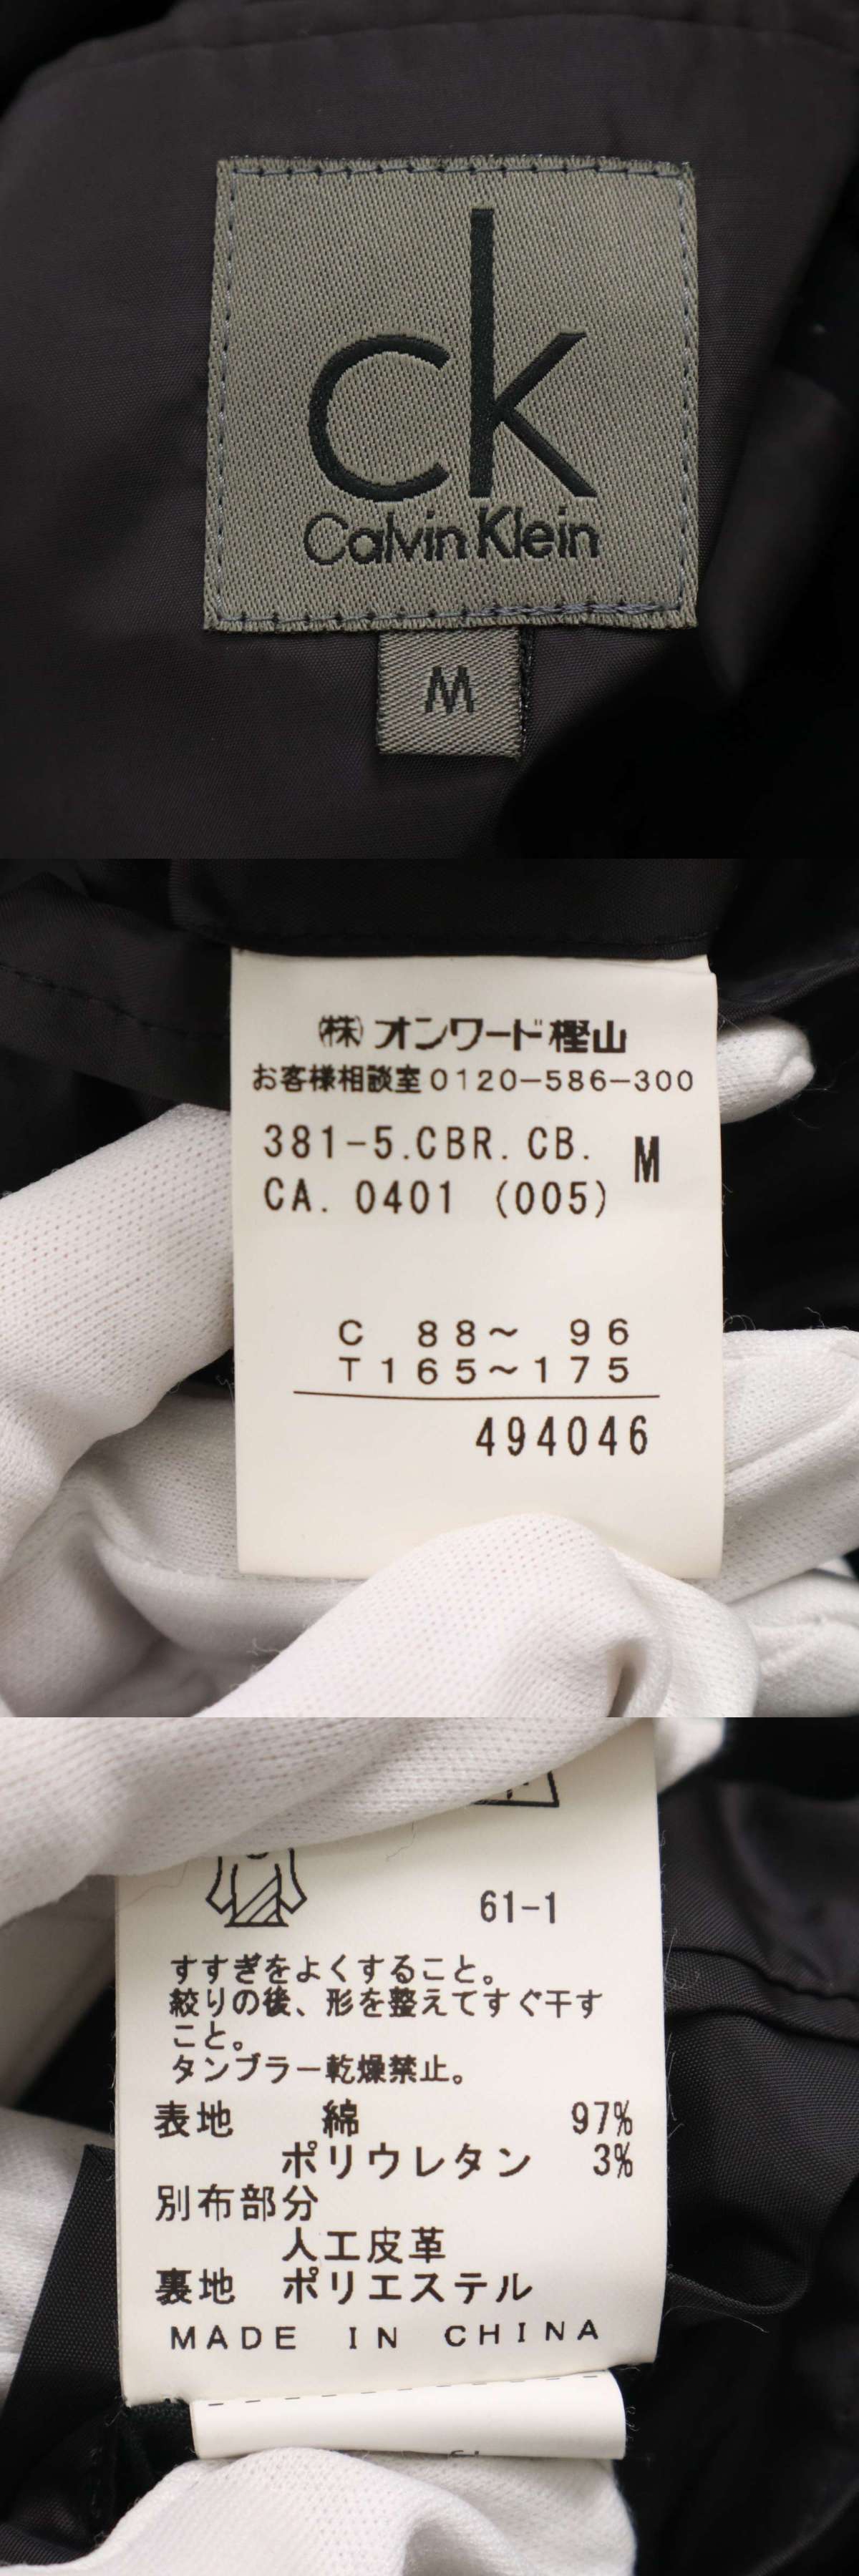 ck
Calvin Klein
M
㈱ オンワード樫山
お客様相談室0120-586-300
381-5.CBR.CB. M
CA.0401 (005)
C 88〜 96
T165〜175
494046
61-1
すすぎをよくすること。
絞りの後、形を整えてすぐ干す
こと。
タンブラー乾燥禁止。
表地 綿 97%
ポリウレタン 3%
別布部分
人工皮革
裏地 ポリエステル
MADE IN CHINA